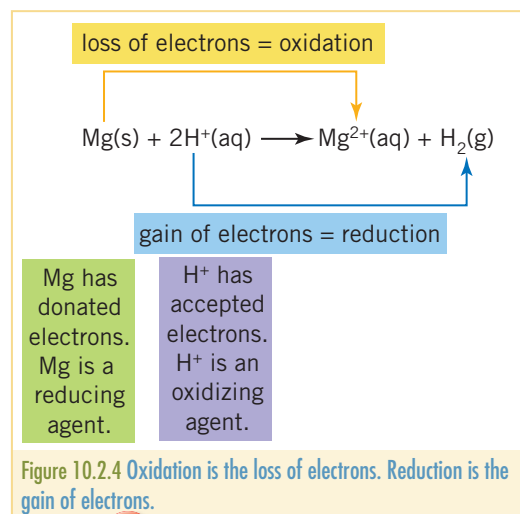 loss of electrons = oxidation
Mg(s) + 2H⁺(aq) ⟶ Mg²⁺(aq) + H₂(g)
gain of electrons = reduction
Mg has
donated
electrons.
Mg is a
reducing
agent.
H⁺ has
accepted
electrons.
H⁺ is an
oxidizing
agent.
Figure 10.2.4 Oxidation is the loss of electrons. Reduction is the
gain of electrons.